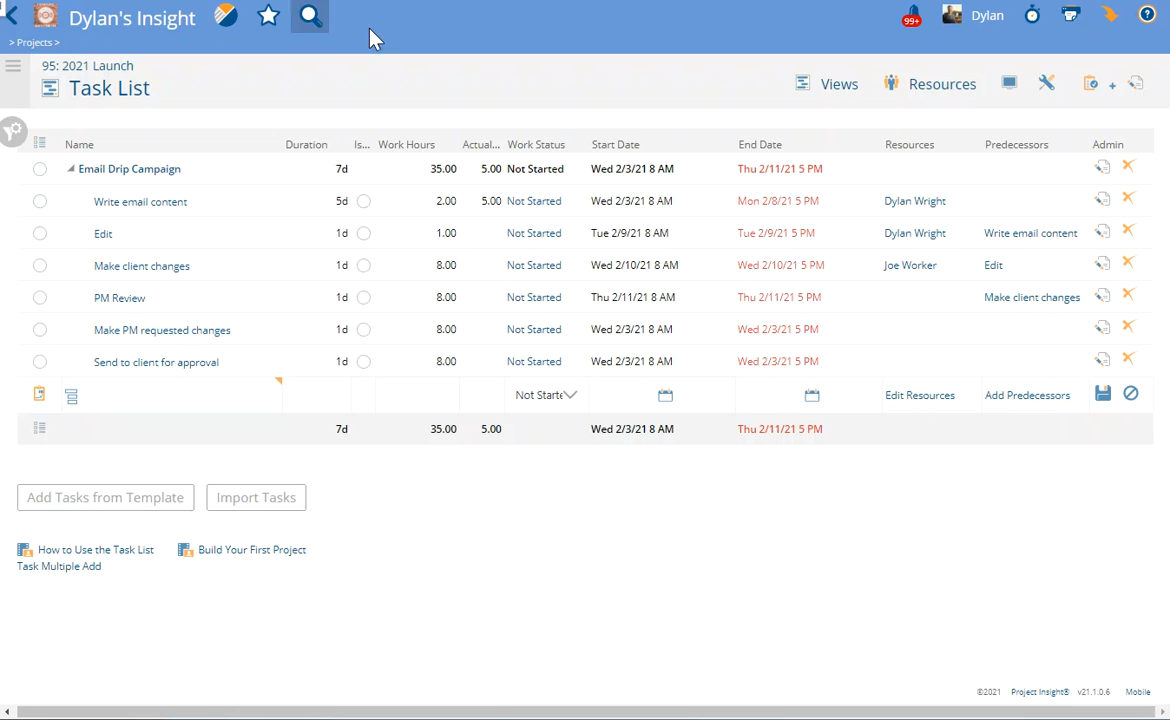 Dylan's Insight
99+
Dylan
?
> Projects >
95: 2021 Launch
Task List
Views
Resources
Name Duration Is... Work Hours Actual... Work Status Start Date End Date Resources Predecessors Admin
Email Drip Campaign 7d 35.00 5.00 Not Started Wed 2/3/21 8 AM Thu 2/11/21 5 PM
Write email content 5d 2.00 5.00 Not Started Wed 2/3/21 8 AM Mon 2/8/21 5 PM Dylan Wright
Edit 1d 1.00 Not Started Tue 2/9/21 8 AM Tue 2/9/21 5 PM Dylan Wright Write email content
Make client changes 1d 8.00 Not Started Wed 2/10/21 8 AM Wed 2/10/21 5 PM Joe Worker Edit
PM Review 1d 8.00 Not Started Thu 2/11/21 8 AM Thu 2/11/21 5 PM Make client changes
Make PM requested changes 1d 8.00 Not Started Wed 2/3/21 8 AM Wed 2/3/21 5 PM
Send to client for approval 1d 8.00 Not Started Wed 2/3/21 8 AM Wed 2/3/21 5 PM
Not Starte Edit Resources Add Predecessors
7d 35.00 5.00 Wed 2/3/21 8 AM Thu 2/11/21 5 PM
Add Tasks from Template Import Tasks
How to Use the Task List Build Your First Project
Task Multiple Add
©2021 Project Insight® v21.1.0.6 Mobile